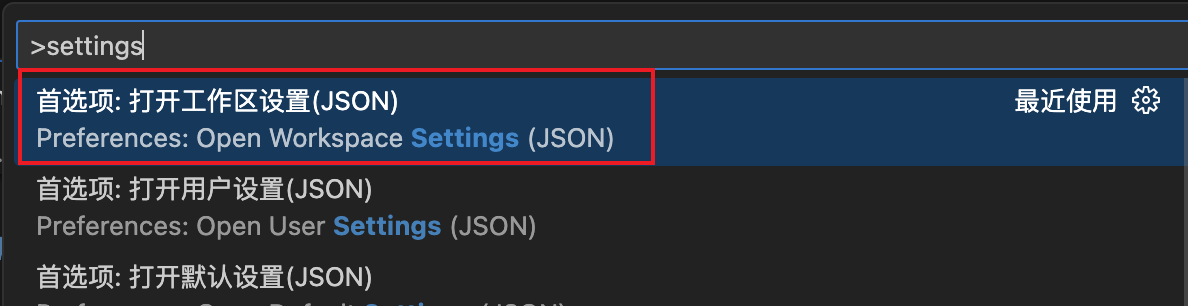 >settings
首选项: 打开工作区设置(JSON)
最近使用
Preferences: Open Workspace Settings (JSON)
首选项: 打开用户设置(JSON)
Preferences: Open User Settings (JSON)
首选项: 打开默认设置(JSON)